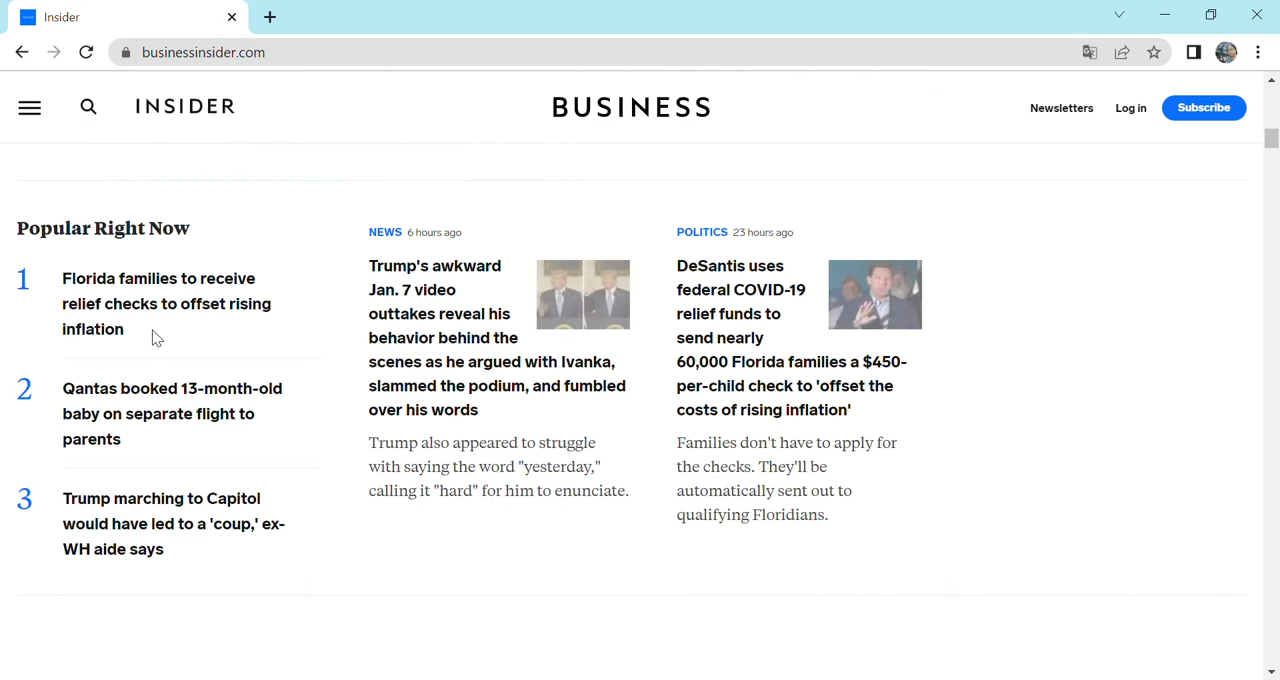 Insider
businessinsider.com
INSIDER
BUSINESS
Newsletters
Log in
Subscribe
Popular Right Now
1
Florida families to receive
relief checks to offset rising
inflation
2
Qantas booked 13-month-old
baby on separate flight to
parents
3
Trump marching to Capitol
would have led to a 'coup,' ex-
WH aide says
NEWS 6 hours ago
Trump's awkward
Jan. 7 video
outtakes reveal his
behavior behind the
scenes as he argued with Ivanka,
slammed the podium, and fumbled
over his words
Trump also appeared to struggle
with saying the word "yesterday,"
calling it "hard" for him to enunciate.
POLITICS 23 hours ago
DeSantis uses
federal COVID-19
relief funds to
send nearly
60,000 Florida families a $450-
per-child check to 'offset the
costs of rising inflation'
Families don't have to apply for
the checks. They'll be
automatically sent out to
qualifying Floridians.